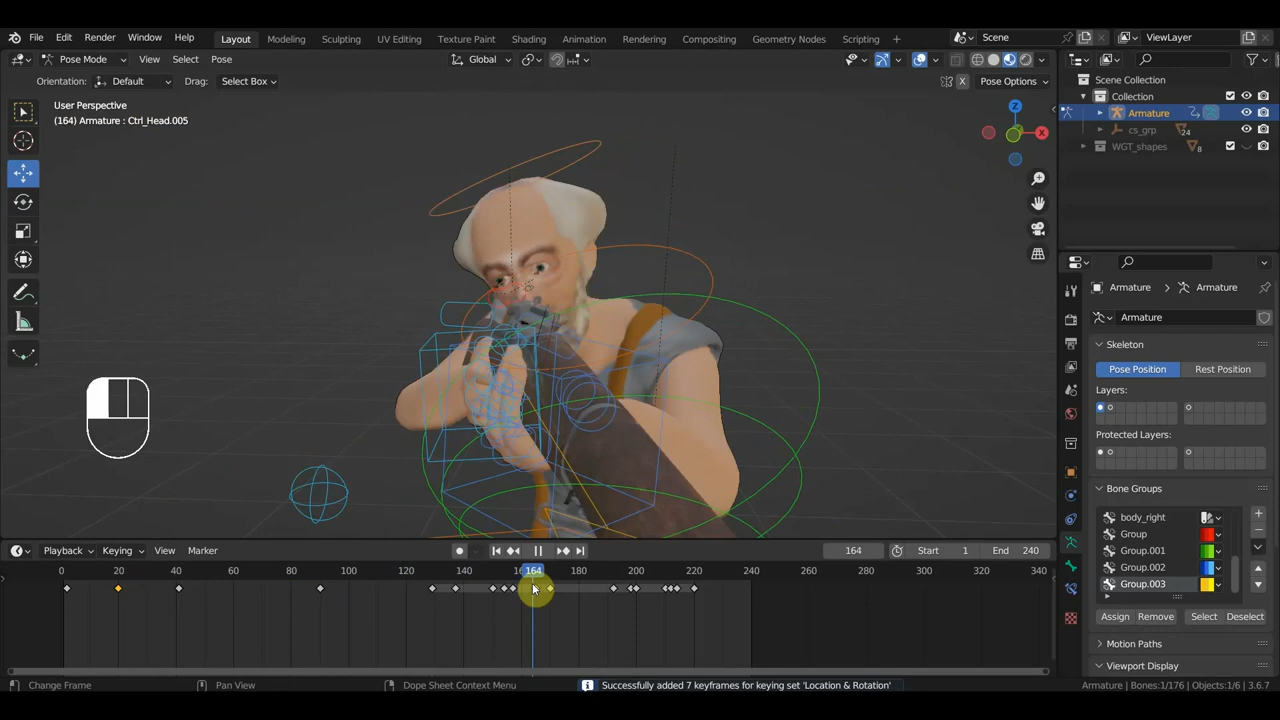 File Edit Render Window Help Layout Modeling Sculpting UV Editing Texture Paint Shading Animation Rendering Compositing Geometry Nodes Scripting + Scene ViewLayer
Pose Mode View Select Pose Global
Orientation: Default Drag: Select Box X Pose Options
User Perspective
(164) Armature : Ctrl_Head.005
Z
X
Scene Collection
Collection
Armature
cs_grp 24
WGT_shapes 8
Armature > Armature
Armature
Skeleton
Pose Position Rest Position
Layers:
Protected Layers:
Bone Groups
body_right
Group
Group.001
Group.002
Group.003
Assign Remove Select Deselect
Motion Paths
Viewport Display
Playback Keying View Marker 164 Start 1 End 240
0 20 40 60 80 100 120 140 164 180 200 220 240 260 280 300 320 340
Change Frame Pan View Dope Sheet Context Menu Successfully added 7 keyframes for keying set 'Location & Rotation' Armature | Bones:1/176 | Objects:1/6 | 3.6.7